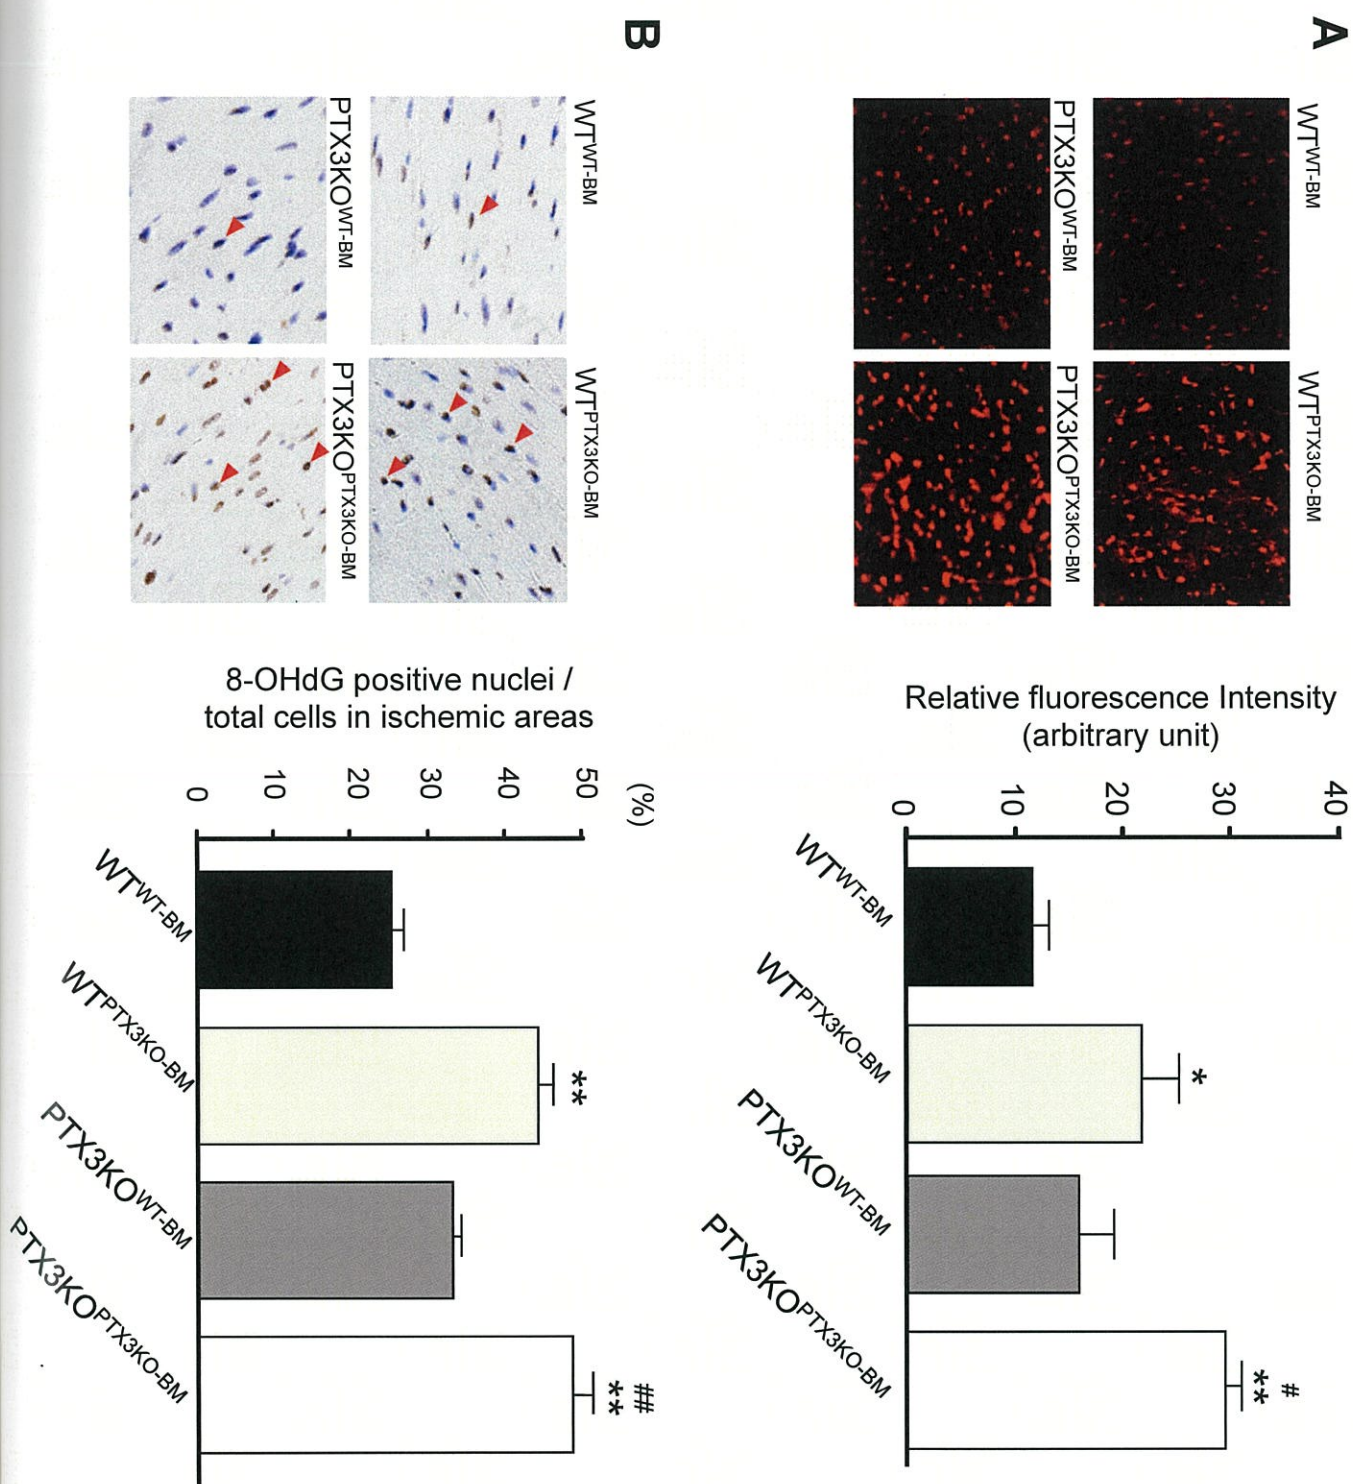 A
WT^WT-BM
WT^PTX3KO-BM
PTX3KO^WT-BM
PTX3KO^PTX3KO-BM
Relative fluorescence Intensity
(arbitrary unit)
40
30
20
10
0
*
#
**
WT^WT-BM
WT^PTX3KO-BM
PTX3KO^WT-BM
PTX3KO^PTX3KO-BM
B
WT^WT-BM
WT^PTX3KO-BM
PTX3KO^WT-BM
PTX3KO^PTX3KO-BM
8-OHdG positive nuclei /
total cells in ischemic areas
(%)
50
40
30
20
10
0
**
##
**
WT^WT-BM
WT^PTX3KO-BM
PTX3KO^WT-BM
PTX3KO^PTX3KO-BM